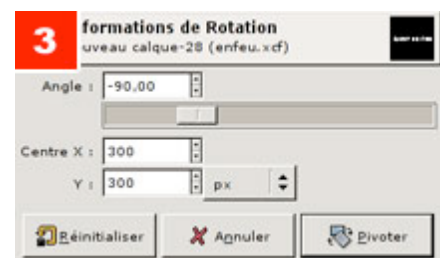 3
formations de Rotation
uveau calque-28 (enfeu.xcf)
Angle : -90,00
Centre X : 300
Y : 300 px
Réinitialiser Annuler Pivoter